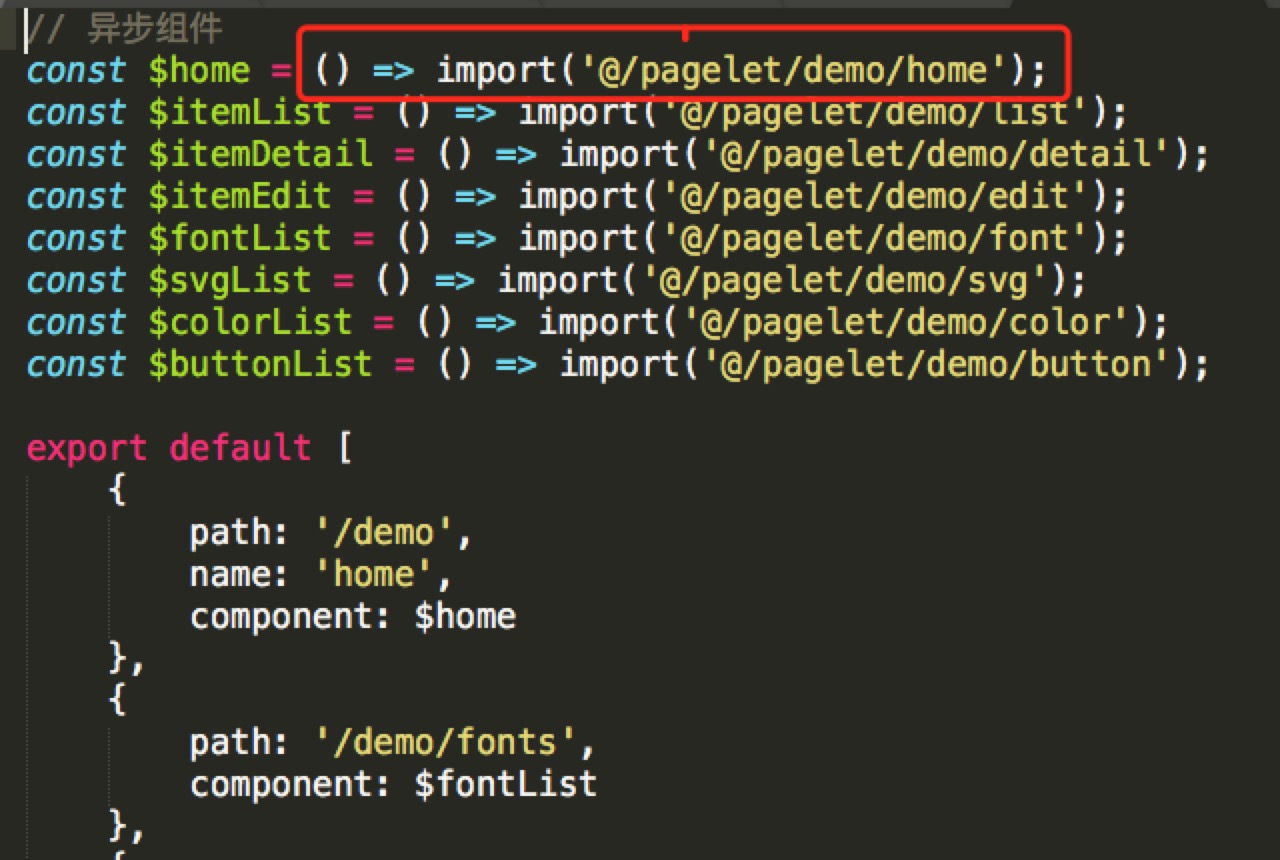 // 异步组件
const $home = () => import('@/pagelet/demo/home');
const $itemList = () => import('@/pagelet/demo/list');
const $itemDetail = () => import('@/pagelet/demo/detail');
const $itemEdit = () => import('@/pagelet/demo/edit');
const $fontList = () => import('@/pagelet/demo/font');
const $svgList = () => import('@/pagelet/demo/svg');
const $colorList = () => import('@/pagelet/demo/color');
const $buttonList = () => import('@/pagelet/demo/button');
export default [
{
path: '/demo',
name: 'home',
component: $home
},
{
path: '/demo/fonts',
component: $fontList
},
{